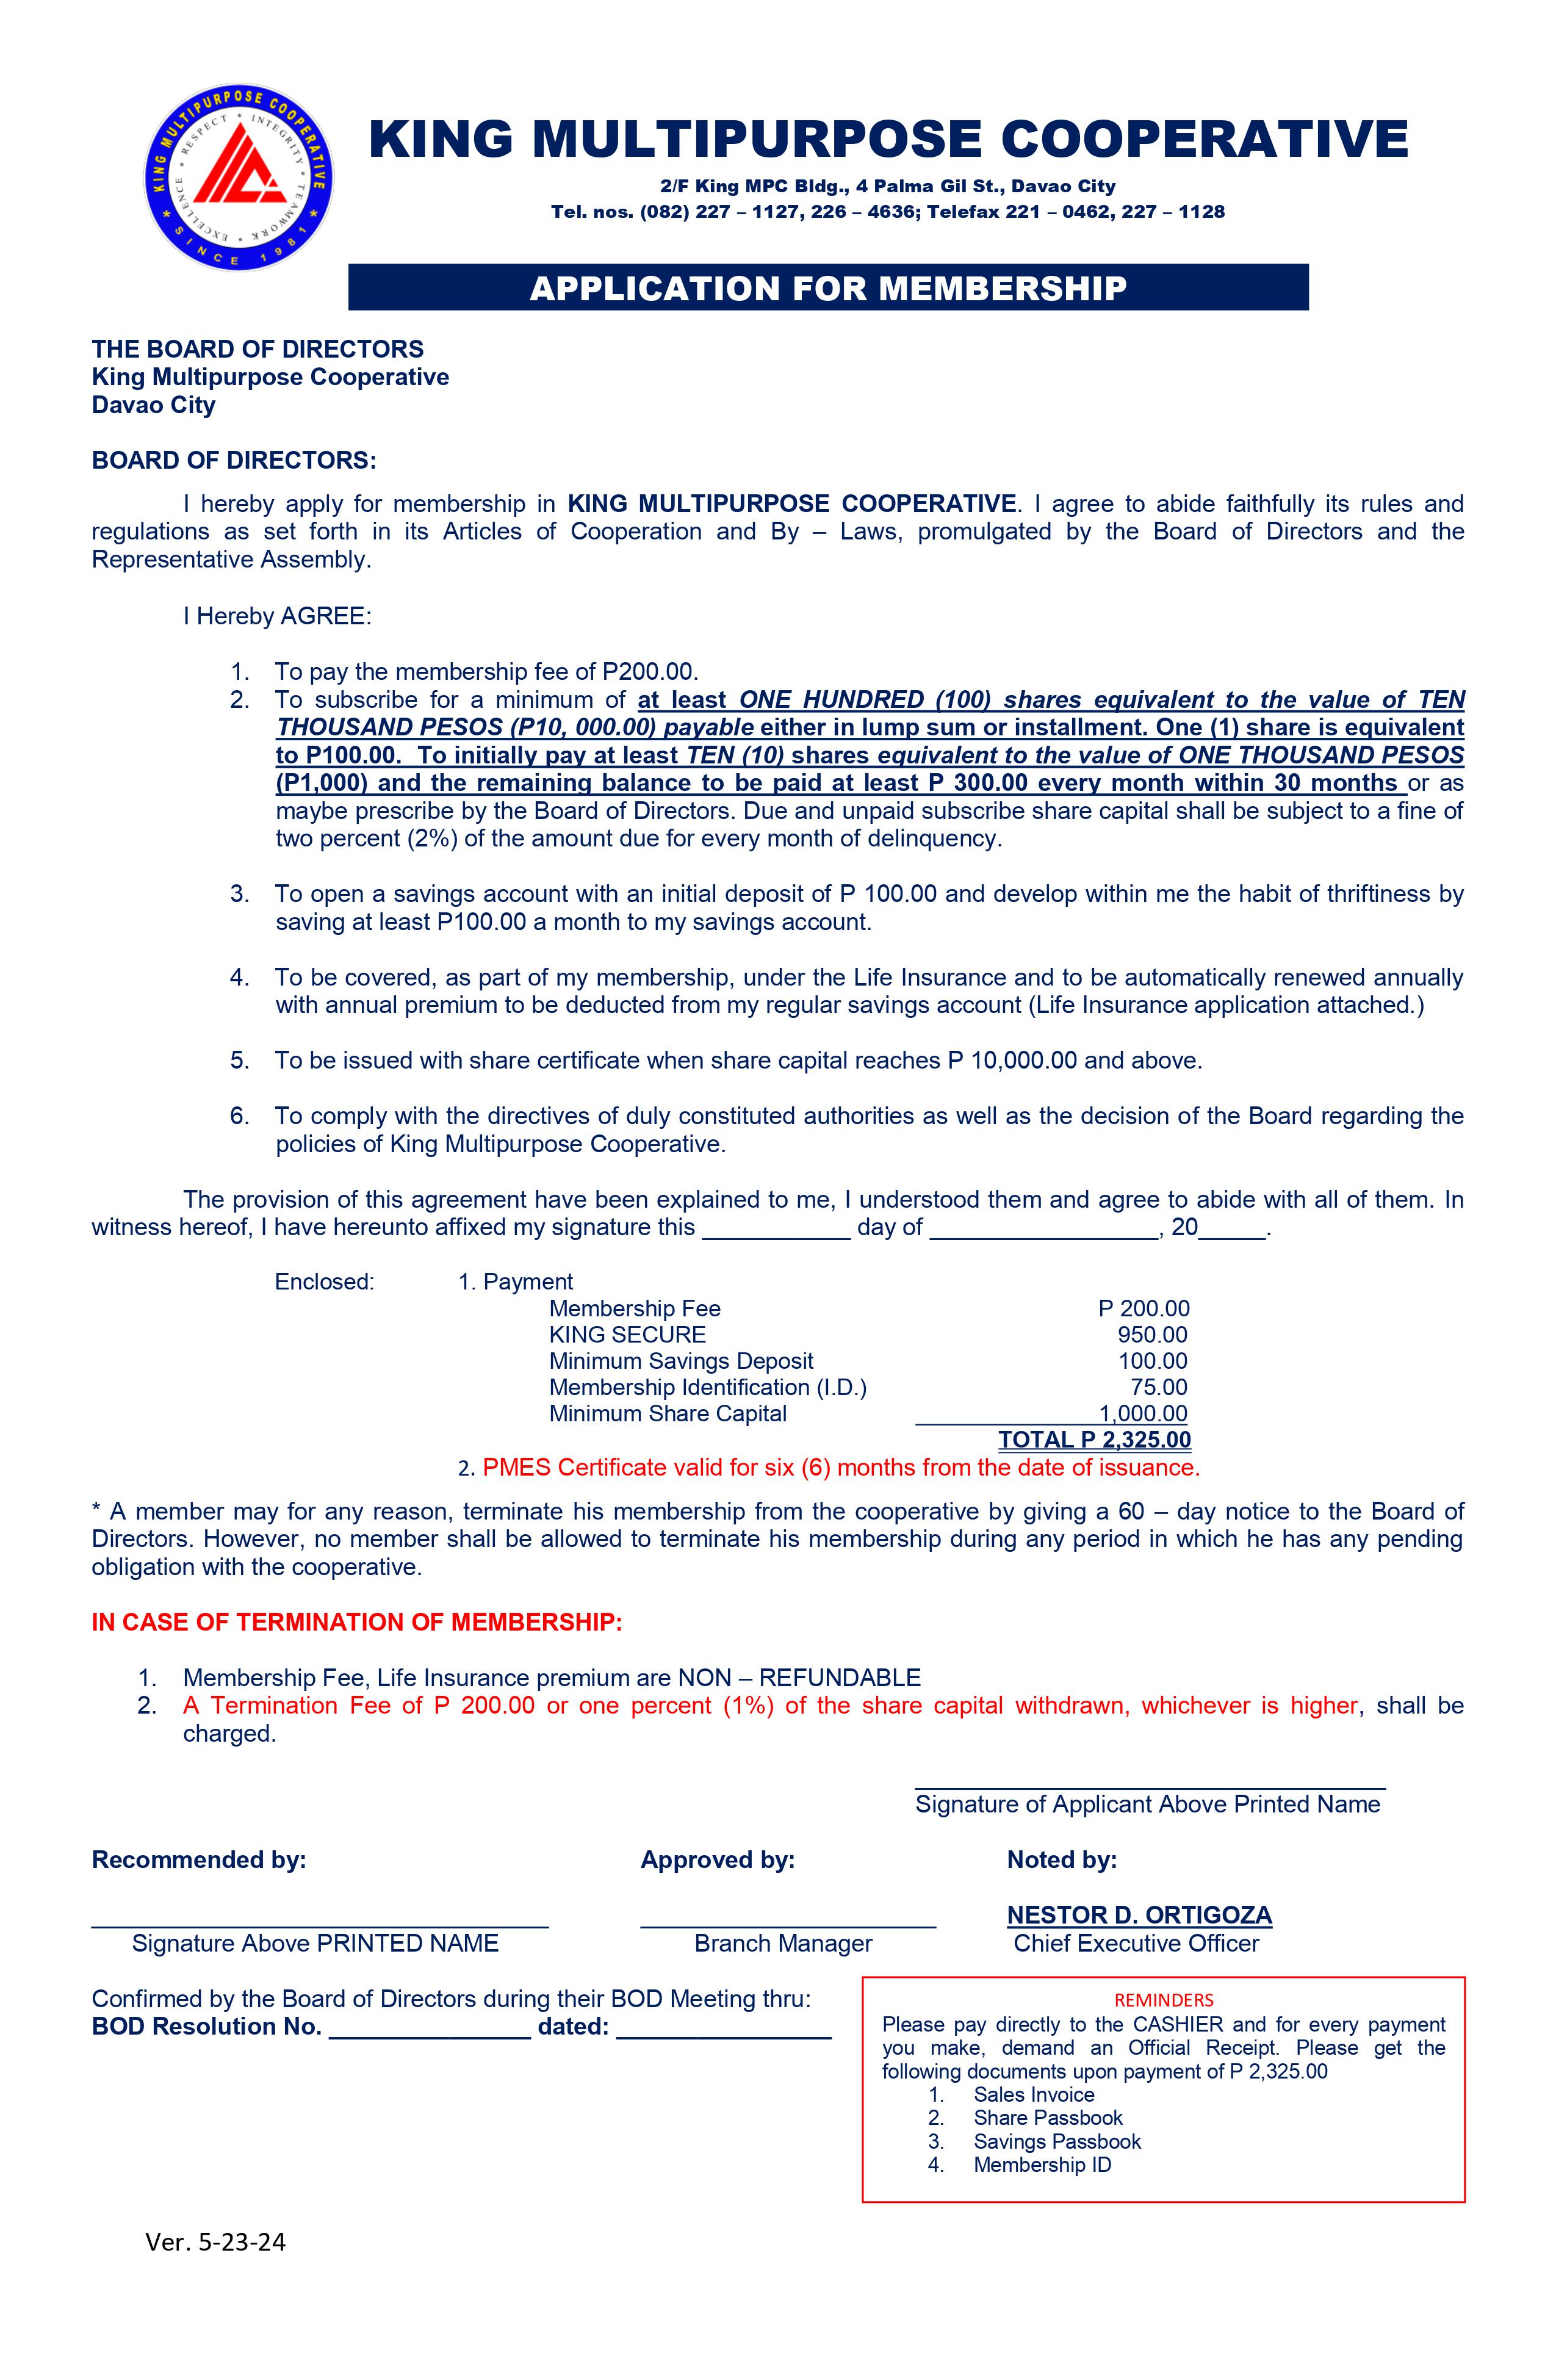 KING MULTIPURPOSE COOPERATIVE
* SINCE 1981 *
EXCELLENCE * RESPECT * INTEGRITY * TEAMWORK *
KING MULTIPURPOSE COOPERATIVE
2/F King MPC Bldg., 4 Palma Gil St., Davao City
Tel. nos. (082) 227 – 1127, 226 – 4636; Telefax 221 – 0462, 227 – 1128
APPLICATION FOR MEMBERSHIP
THE BOARD OF DIRECTORS
King Multipurpose Cooperative
Davao City
BOARD OF DIRECTORS:
I hereby apply for membership in KING MULTIPURPOSE COOPERATIVE. I agree to abide faithfully its rules and
regulations as set forth in its Articles of Cooperation and By – Laws, promulgated by the Board of Directors and the
Representative Assembly.
I Hereby AGREE:
1. To pay the membership fee of P200.00.
2. To subscribe for a minimum of at least ONE HUNDRED (100) shares equivalent to the value of TEN
THOUSAND PESOS (P10, 000.00) payable either in lump sum or installment. One (1) share is equivalent
to P100.00. To initially pay at least TEN (10) shares equivalent to the value of ONE THOUSAND PESOS
(P1,000) and the remaining balance to be paid at least P 300.00 every month within 30 months or as
maybe prescribe by the Board of Directors. Due and unpaid subscribe share capital shall be subject to a fine of
two percent (2%) of the amount due for every month of delinquency.
3. To open a savings account with an initial deposit of P 100.00 and develop within me the habit of thriftiness by
saving at least P100.00 a month to my savings account.
4. To be covered, as part of my membership, under the Life Insurance and to be automatically renewed annually
with annual premium to be deducted from my regular savings account (Life Insurance application attached.)
5. To be issued with share certificate when share capital reaches P 10,000.00 and above.
6. To comply with the directives of duly constituted authorities as well as the decision of the Board regarding the
policies of King Multipurpose Cooperative.
The provision of this agreement have been explained to me, I understood them and agree to abide with all of them. In
witness hereof, I have hereunto affixed my signature this ___________ day of _________________, 20_____.
Enclosed: 1. Payment
Membership Fee P 200.00
KING SECURE 950.00
Minimum Savings Deposit 100.00
Membership Identification (I.D.) 75.00
Minimum Share Capital 1,000.00
TOTAL P 2,325.00
2. PMES Certificate valid for six (6) months from the date of issuance.
* A member may for any reason, terminate his membership from the cooperative by giving a 60 – day notice to the Board of
Directors. However, no member shall be allowed to terminate his membership during any period in which he has any pending
obligation with the cooperative.
IN CASE OF TERMINATION OF MEMBERSHIP:
1. Membership Fee, Life Insurance premium are NON – REFUNDABLE
2. A Termination Fee of P 200.00 or one percent (1%) of the share capital withdrawn, whichever is higher, shall be
charged.
Signature of Applicant Above Printed Name
Recommended by: Approved by: Noted by:
NESTOR D. ORTIGOZA
Signature Above PRINTED NAME Branch Manager Chief Executive Officer
Confirmed by the Board of Directors during their BOD Meeting thru:
BOD Resolution No. _______________ dated: ________________
REMINDERS
Please pay directly to the CASHIER and for every payment
you make, demand an Official Receipt. Please get the
following documents upon payment of P 2,325.00
1. Sales Invoice
2. Share Passbook
3. Savings Passbook
4. Membership ID
Ver. 5-23-24